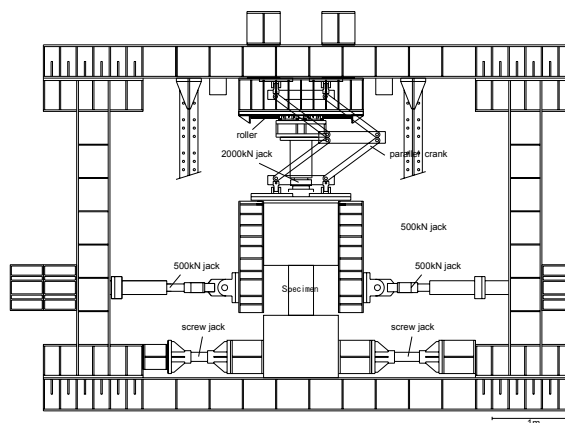 roller
2000kN jack
parallel crank
500kN jack
500kN jack
500kN jack
Specimen
screw jack
screw jack
1m